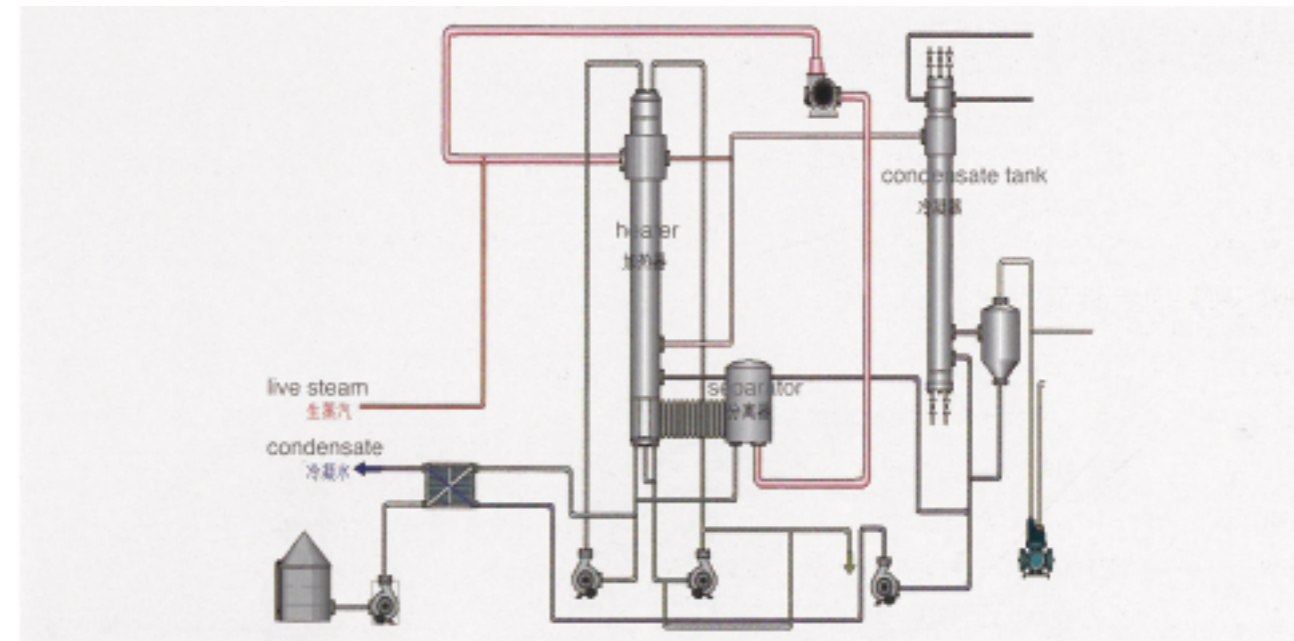 condensate tank
冷凝器
heater
加热器
live steam
生蒸汽
separator
分离器
condensate
冷凝水